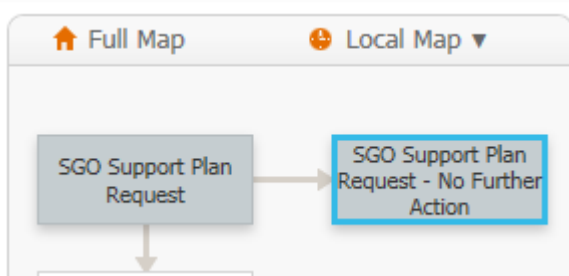 Full Map
Local Map ▼
SGO Support Plan
Request
SGO Support Plan
Request - No Further
Action